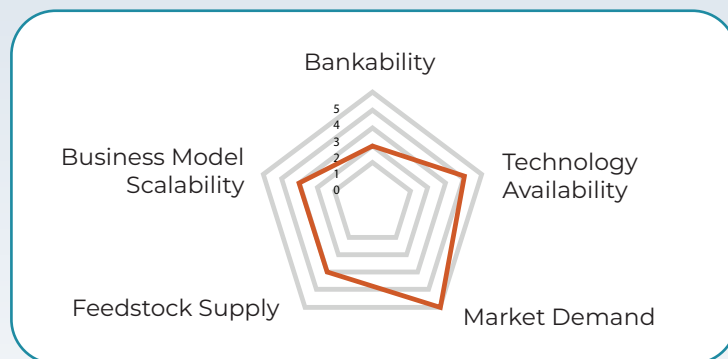 Bankability
5
4
3
2
1
0
Business Model
Scalability
Technology
Availability
Feedstock Supply
Market Demand